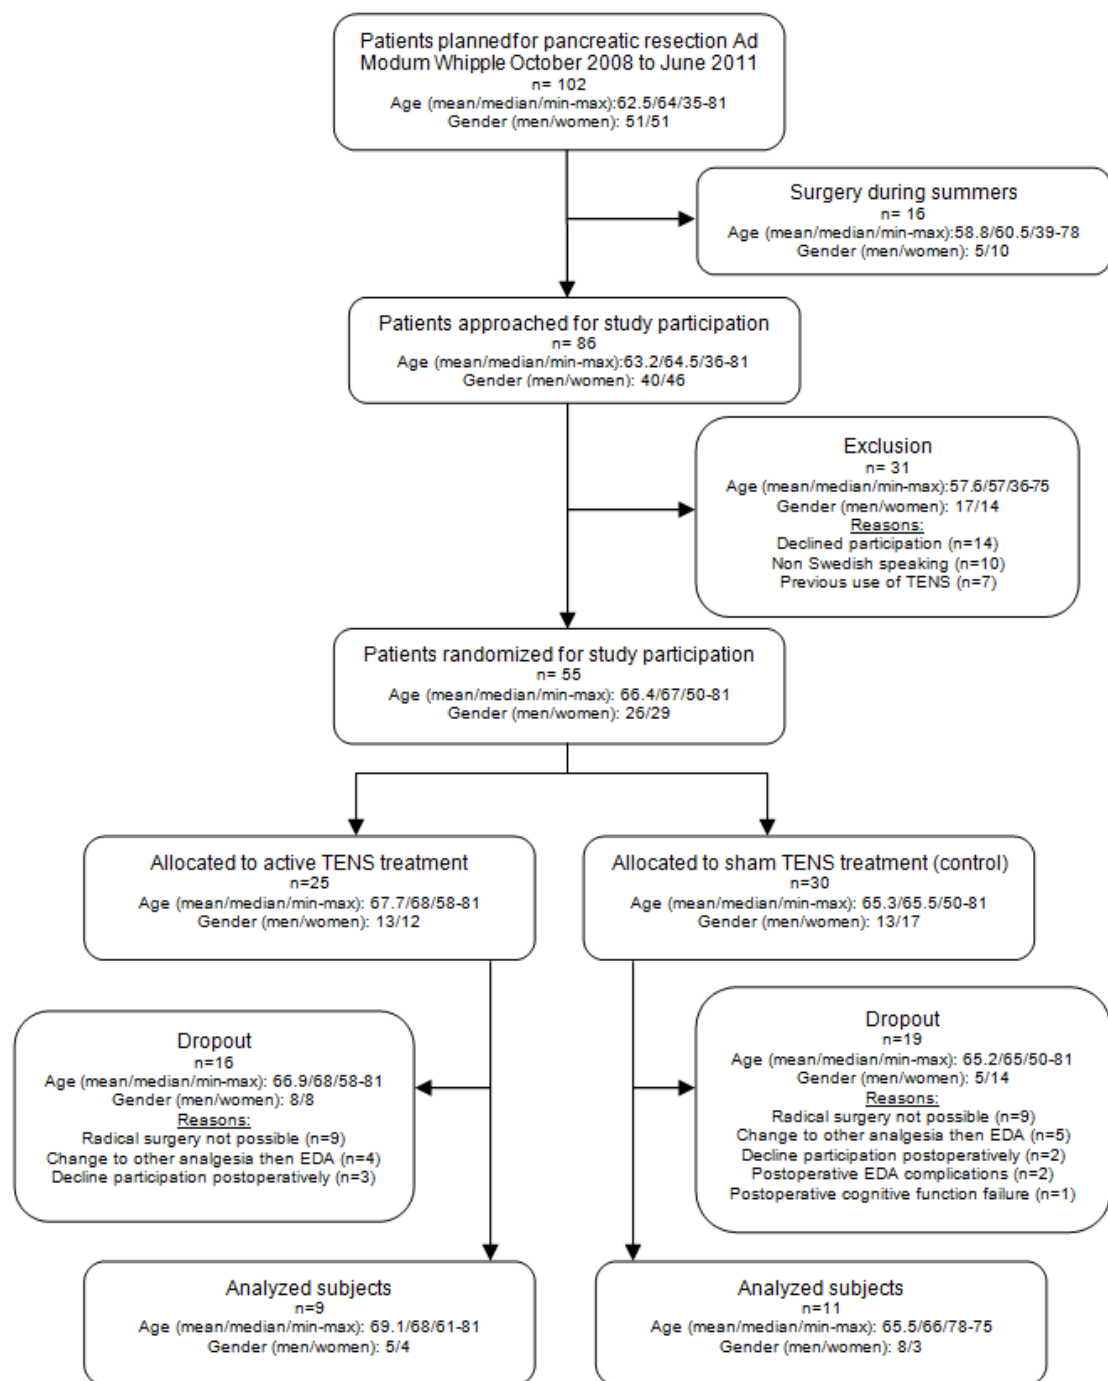 Patients planned for pancreatic resection Ad
Modum Whipple October 2008 to June 2011
n= 102
Age (mean/median/min-max):62.5/64/35-81
Gender (men/women): 51/51
Surgery during summers
n= 16
Age (mean/median/min-max):58.8/60.5/39-78
Gender (men/women): 5/10
Patients approached for study participation
n= 86
Age (mean/median/min-max):63.2/64.5/36-81
Gender (men/women): 40/46
Exclusion
n= 31
Age (mean/median/min-max):57.6/57/36-75
Gender (men/women): 17/14
Reasons:
Declined participation (n=14)
Non Swedish speaking (n=10)
Previous use of TENS (n=7)
Patients randomized for study participation
n= 55
Age (mean/median/min-max): 66.4/67/50-81
Gender (men/women): 26/29
Allocated to active TENS treatment
n=25
Age (mean/median/min-max): 67.7/68/58-81
Gender (men/women): 13/12
Allocated to sham TENS treatment (control)
n=30
Age (mean/median/min-max): 65.3/65.5/50-81
Gender (men/women): 13/17
Dropout
n=16
Age (mean/median/min-max): 66.9/68/58-81
Gender (men/women): 8/8
Reasons:
Radical surgery not possible (n=9)
Change to other analgesia then EDA (n=4)
Decline participation postoperatively (n=3)
Dropout
n=19
Age (mean/median/min-max): 65.2/65/50-81
Gender (men/women): 5/14
Reasons:
Radical surgery not possible (n=9)
Change to other analgesia then EDA (n=5)
Decline participation postoperatively (n=2)
Postoperative EDA complications (n=2)
Postoperative cognitive function failure (n=1)
Analyzed subjects
n=9
Age (mean/median/min-max): 69.1/68/61-81
Gender (men/women): 5/4
Analyzed subjects
n=11
Age (mean/median/min-max): 65.5/66/78-75
Gender (men/women): 8/3